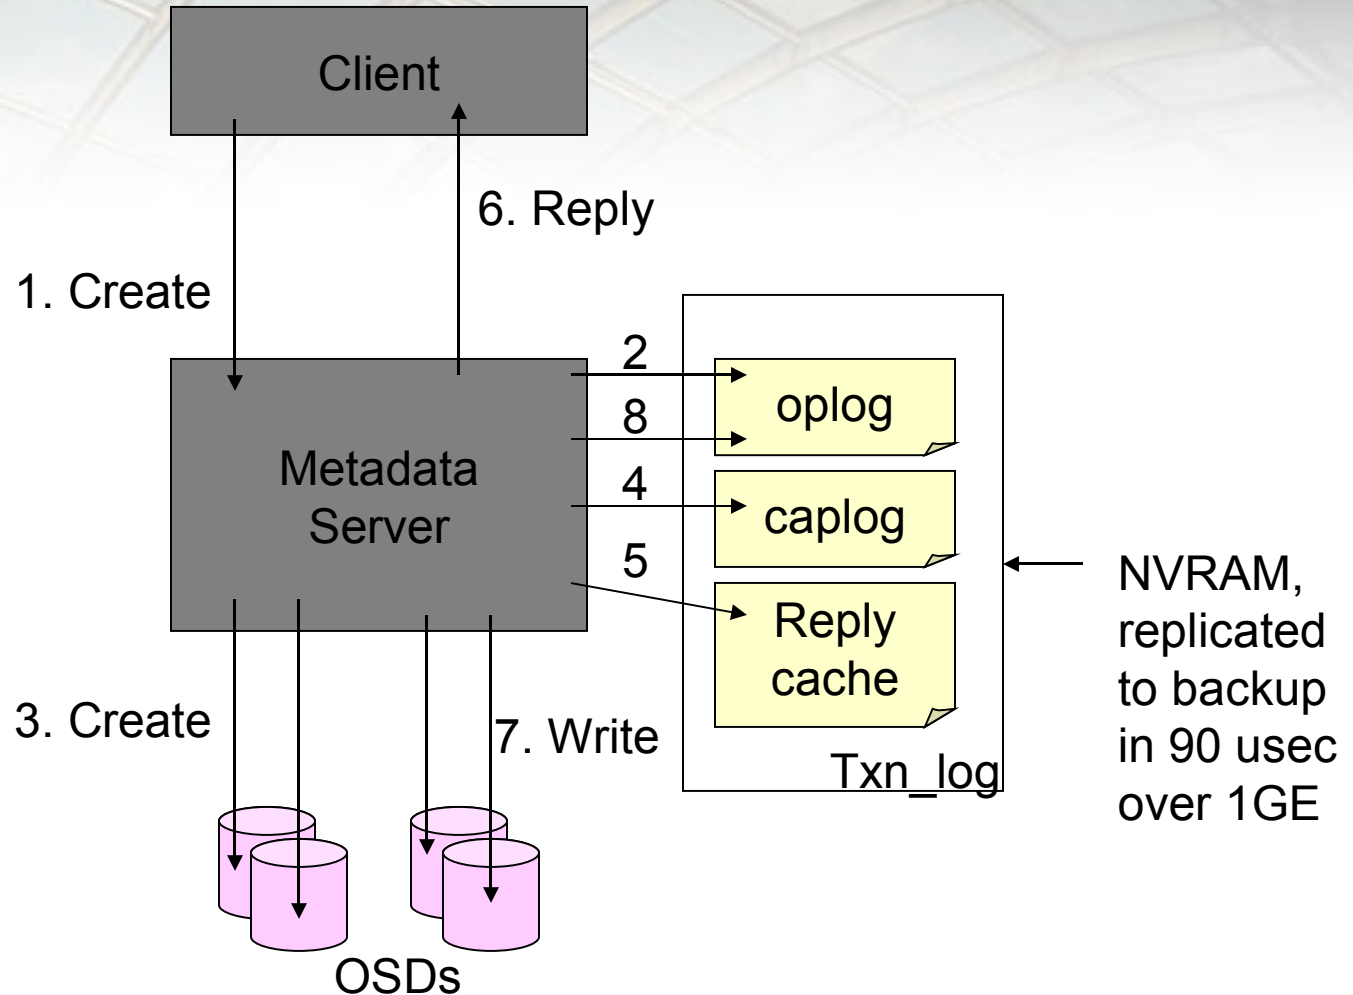 Client
6. Reply
1. Create
2
oplog
8
Metadata
Server
4
caplog
5
Reply
cache
NVRAM,
replicated
to backup
in 90 usec
over 1GE
3. Create
7. Write
Txn_log
OSDs